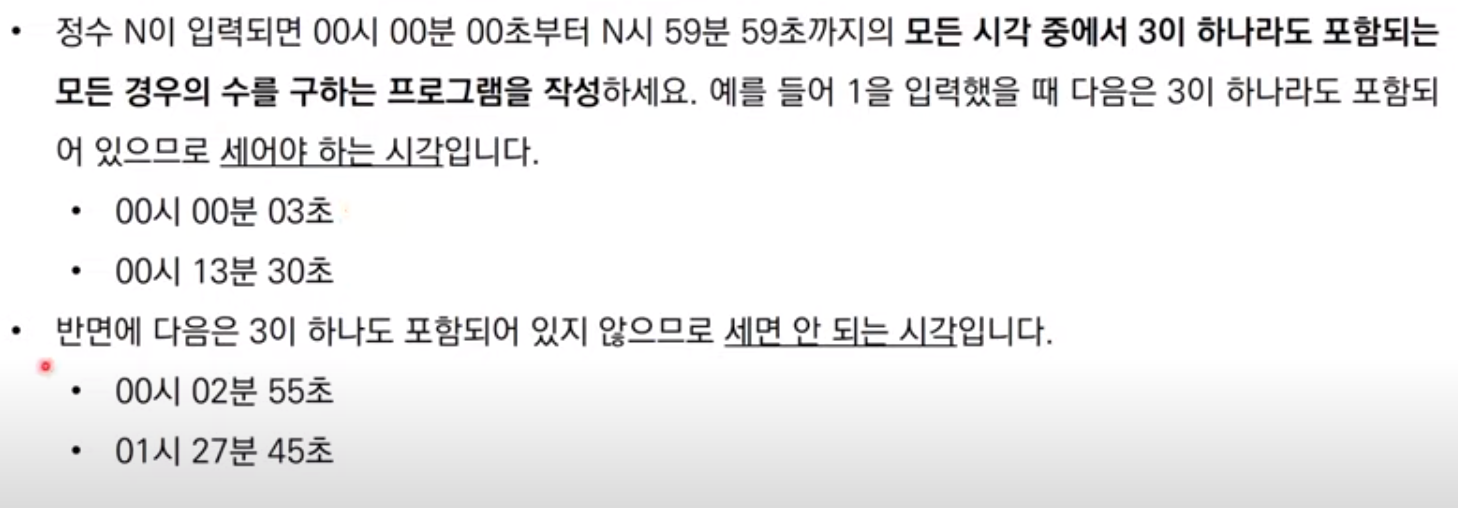 • 정수 N이 입력되면 00시 00분 00초부터 N시 59분 59초까지의 모든 시각 중에서 3이 하나라도 포함되는
모든 경우의 수를 구하는 프로그램을 작성하세요. 예를 들어 1을 입력했을 때 다음은 3이 하나라도 포함되
어 있으므로 세어야 하는 시각입니다.
• 00시 00분 03초
• 00시 13분 30초
• 반면에 다음은 3이 하나도 포함되어 있지 않으므로 세면 안 되는 시각입니다.
• 00시 02분 55초
• 01시 27분 45초